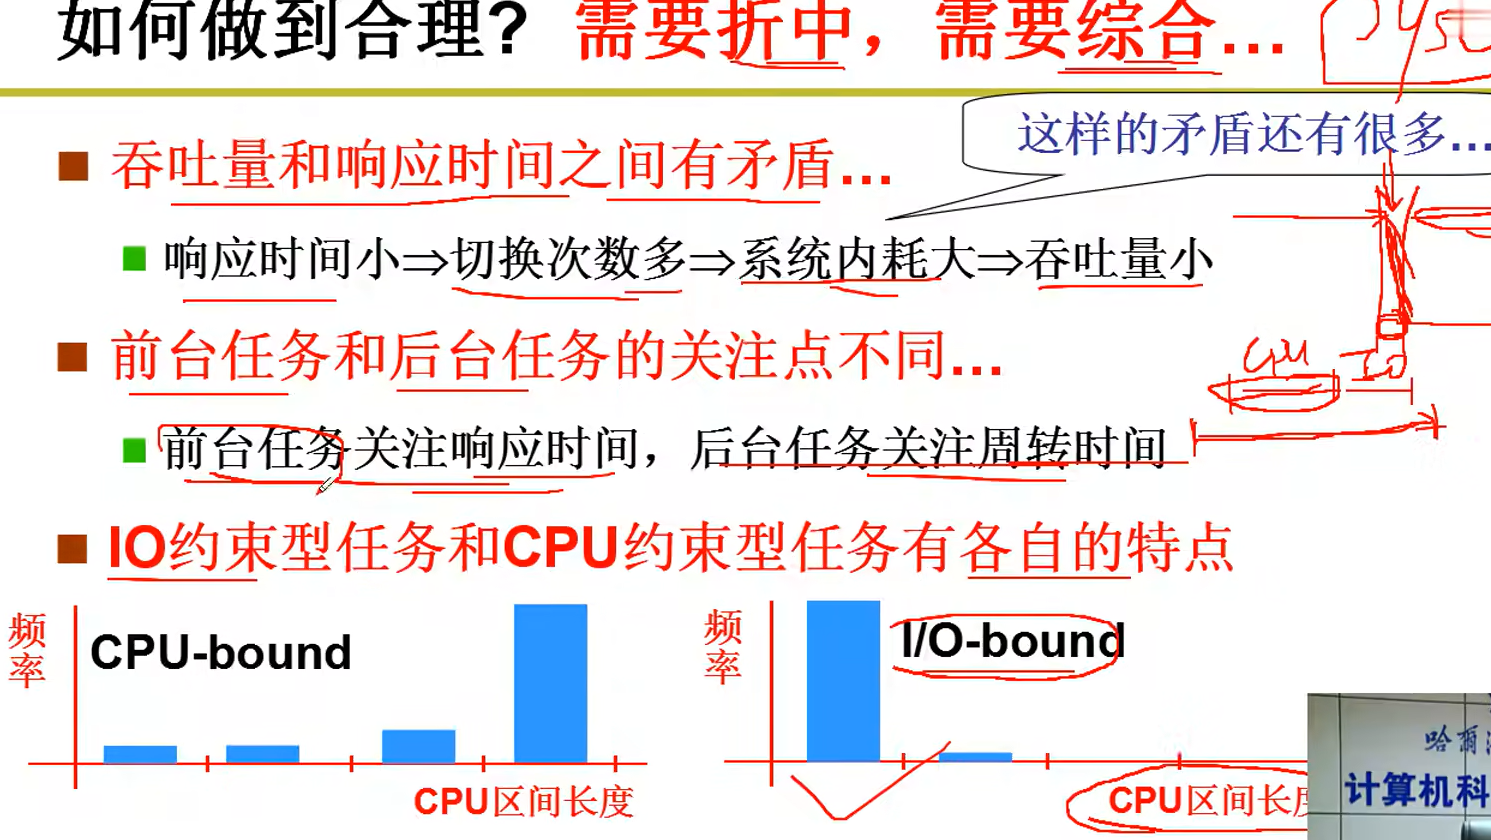 如何做到合理? 需要折中，需要综合...
这样的矛盾还有很多...
吞吐量和响应时间之间有矛盾...
响应时间小⇒切换次数多⇒系统内耗大⇒吞吐量小
前台任务和后台任务的关注点不同...
CPU
前台任务关注响应时间，后台任务关注周转时间
IO约束型任务和CPU约束型任务有各自的特点
频率
CPU-bound
CPU区间长度
频率
I/O-bound
CPU区间长度
哈尔
计算机科